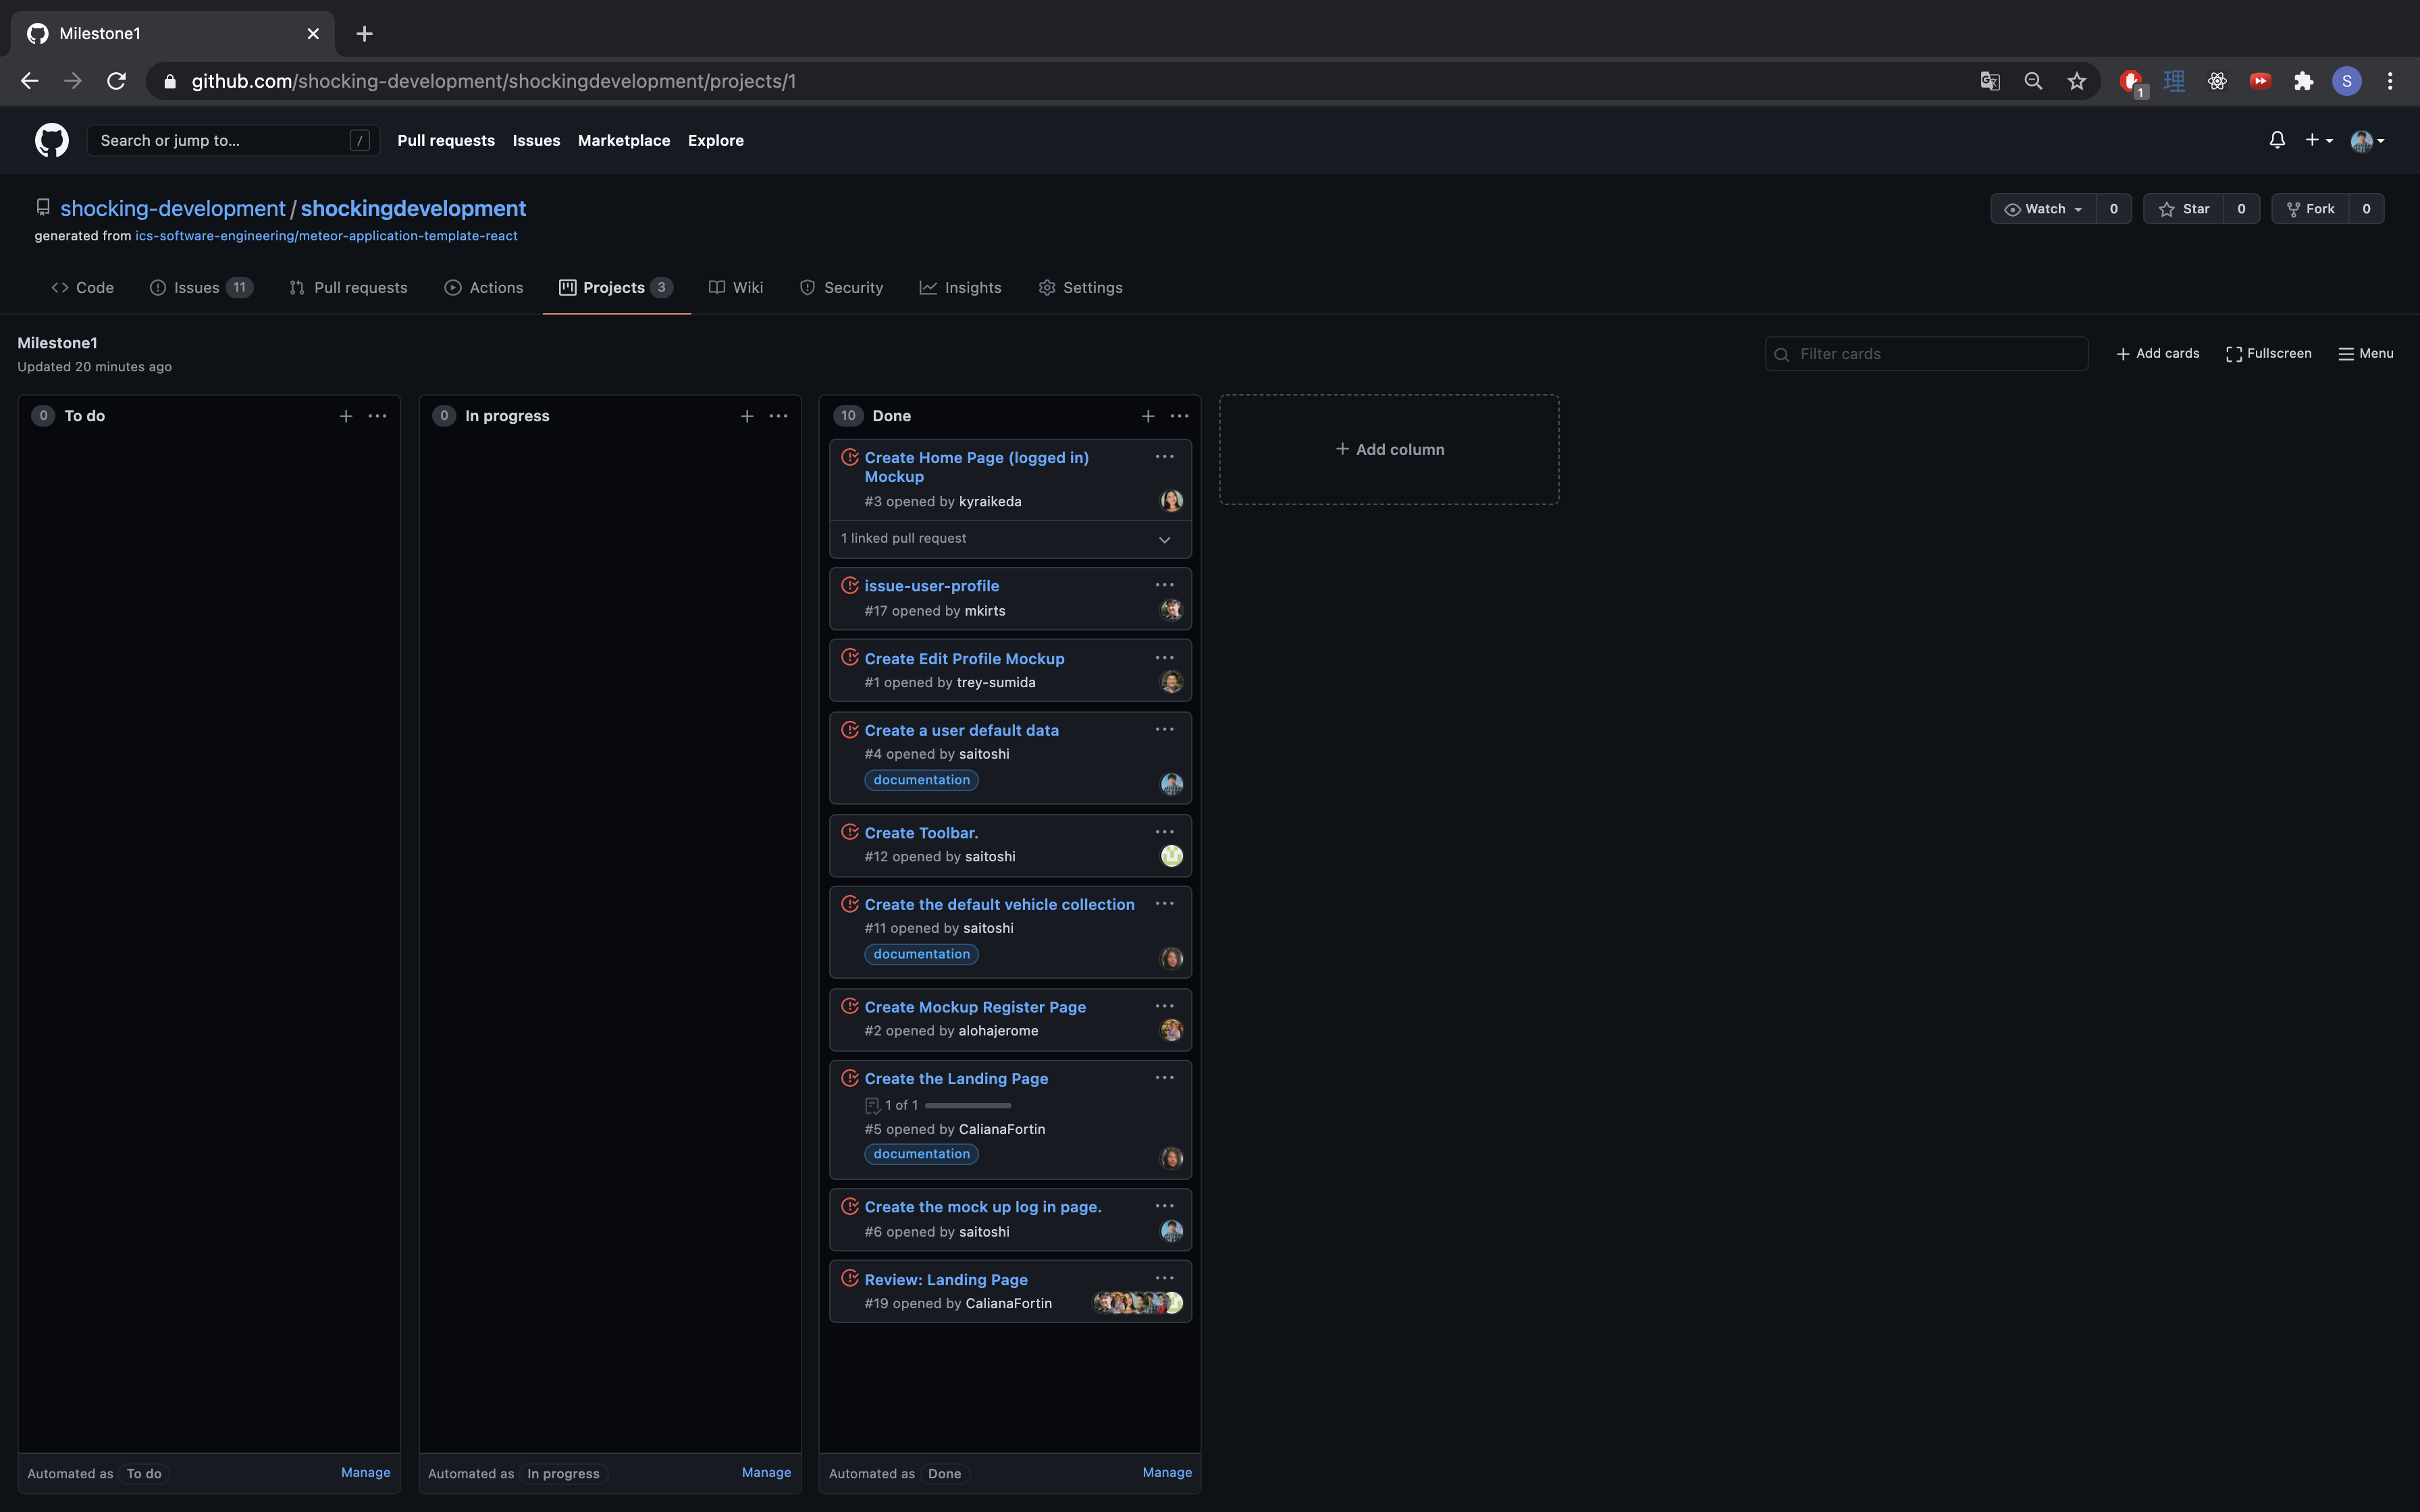 Milestone1
github.com/shocking-development/shockingdevelopment/projects/1
1
S
Search or jump to... /
Pull requests Issues Marketplace Explore
shocking-development / shockingdevelopment
generated from ics-software-engineering/meteor-application-template-react
Watch 0 Star 0 Fork 0
Code Issues 11 Pull requests Actions Projects 3 Wiki Security Insights Settings
Milestone1
Updated 20 minutes ago
Filter cards Add cards Fullscreen Menu
0 To do
Automated as To do Manage
0 In progress
Automated as In progress Manage
10 Done
Create Home Page (logged in)
Mockup
#3 opened by kyraikeda
1 linked pull request
issue-user-profile
#17 opened by mkirts
Create Edit Profile Mockup
#1 opened by trey-sumida
Create a user default data
#4 opened by saitoshi
documentation
Create Toolbar.
#12 opened by saitoshi
Create the default vehicle collection
#11 opened by saitoshi
documentation
Create Mockup Register Page
#2 opened by alohajerome
Create the Landing Page
1 of 1
#5 opened by CalianaFortin
documentation
Create the mock up log in page.
#6 opened by saitoshi
Review: Landing Page
#19 opened by CalianaFortin
Automated as Done Manage
Add column